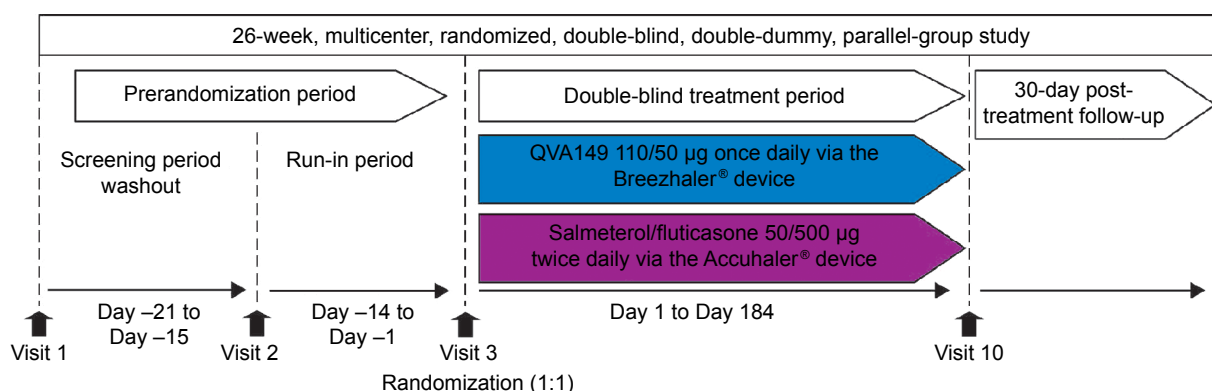 26-week, multicenter, randomized, double-blind, double-dummy, parallel-group study
Prerandomization period
Double-blind treatment period
30-day post-
treatment follow-up
Screening period
washout
Run-in period
QVA149 110/50 µg once daily via the
Breezhaler® device
Salmeterol/fluticasone 50/500 µg
twice daily via the Accuhaler® device
Day –21 to
Day –15
Day –14 to
Day –1
Day 1 to Day 184
Visit 1
Visit 2
Visit 3
Visit 10
Randomization (1:1)